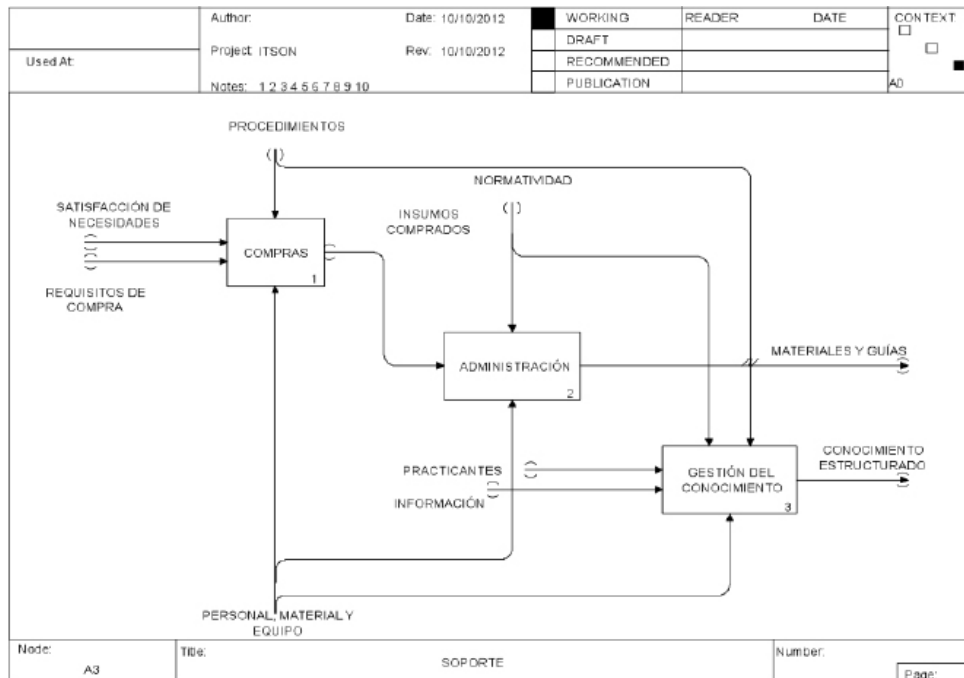 Used At:
Author:
Date: 10/10/2012
Project: ITSON
Rev: 10/10/2012
Notes: 1 2 3 4 5 6 7 8 9 10
WORKING
DRAFT
RECOMMENDED
PUBLICATION
READER
DATE
CONTEXT:
A0
PROCEDIMIENTOS
NORMATIVIDAD
SATISFACCIÓN DE
NECESIDADES
INSUMOS
COMPRADOS
COMPRAS
1
REQUISITOS DE
COMPRA
MATERIALES Y GUÍAS
ADMINISTRACIÓN
2
CONOCIMIENTO
ESTRUCTURADO
PRACTICANTES
INFORMACIÓN
GESTIÓN DEL
CONOCIMIENTO
3
PERSONAL, MATERIAL Y
EQUIPO
Node:
A3
Title:
SOPORTE
Number:
Page: